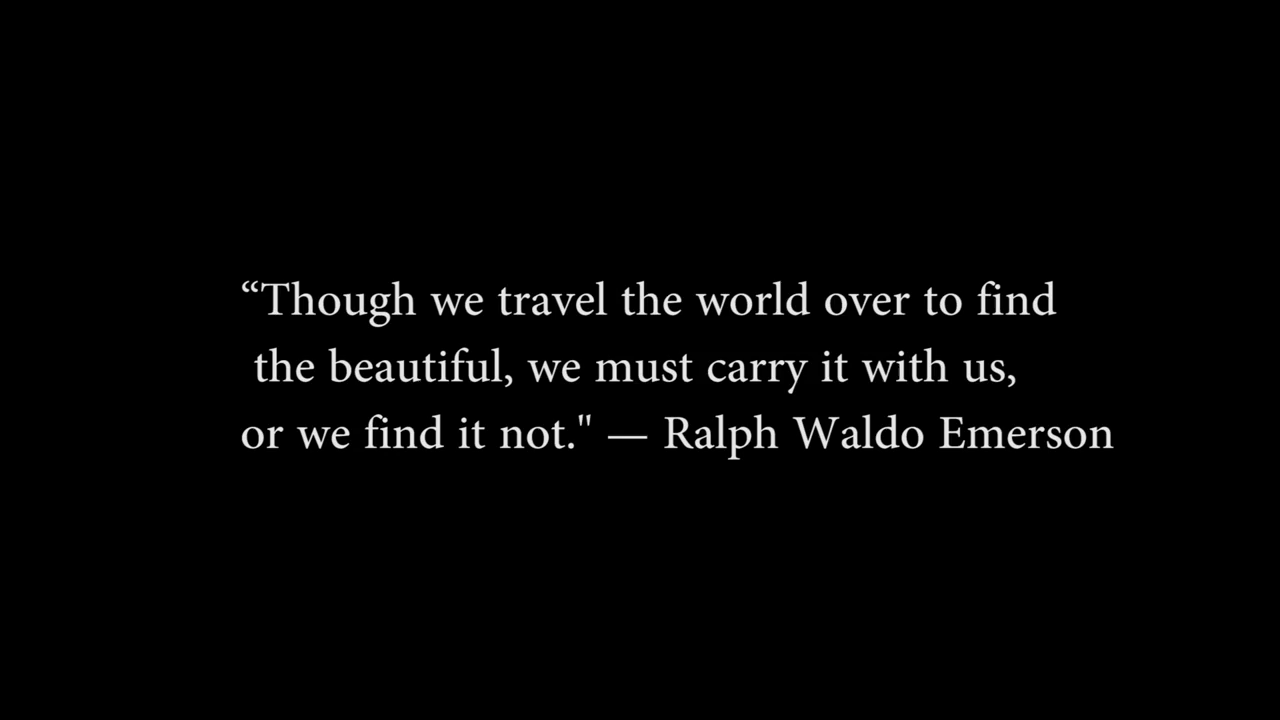 “Though we travel the world over to find
the beautiful, we must carry it with us,
or we find it not." — Ralph Waldo Emerson